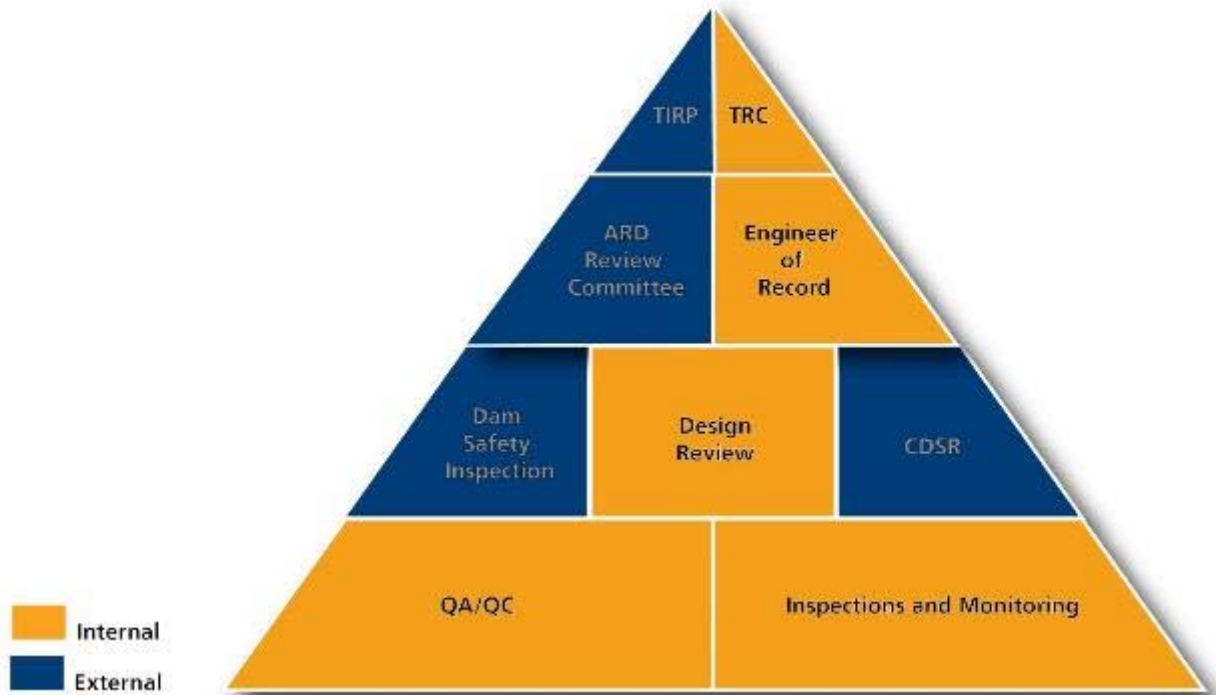 TIRP
TRC
ARD
Review
Committee
Engineer
of
Record
Dam
Safety
Inspection
Design
Review
CDSR
QA/QC
Inspections and Monitoring
Internal
External